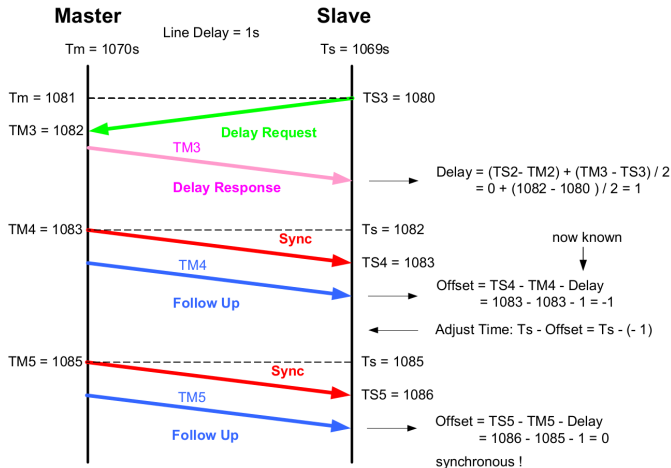 Master
Slave
Line Delay = 1s
Tm = 1070s
Ts = 1069s
Tm = 1081
TS3 = 1080
TM3 = 1082
Delay Request
TM3
Delay Response
Delay = (TS2- TM2) + (TM3 - TS3) / 2
= 0 + (1082 - 1080 ) / 2 = 1
TM4 = 1083
Ts = 1082
Sync
now known
TS4 = 1083
TM4
Follow Up
Offset = TS4 - TM4 - Delay
= 1083 - 1083 - 1 = -1
Adjust Time: Ts - Offset = Ts - (- 1)
TM5 = 1085
Ts = 1085
Sync
TS5 = 1086
TM5
Follow Up
Offset = TS5 - TM5 - Delay
= 1086 - 1085 - 1 = 0
synchronous !